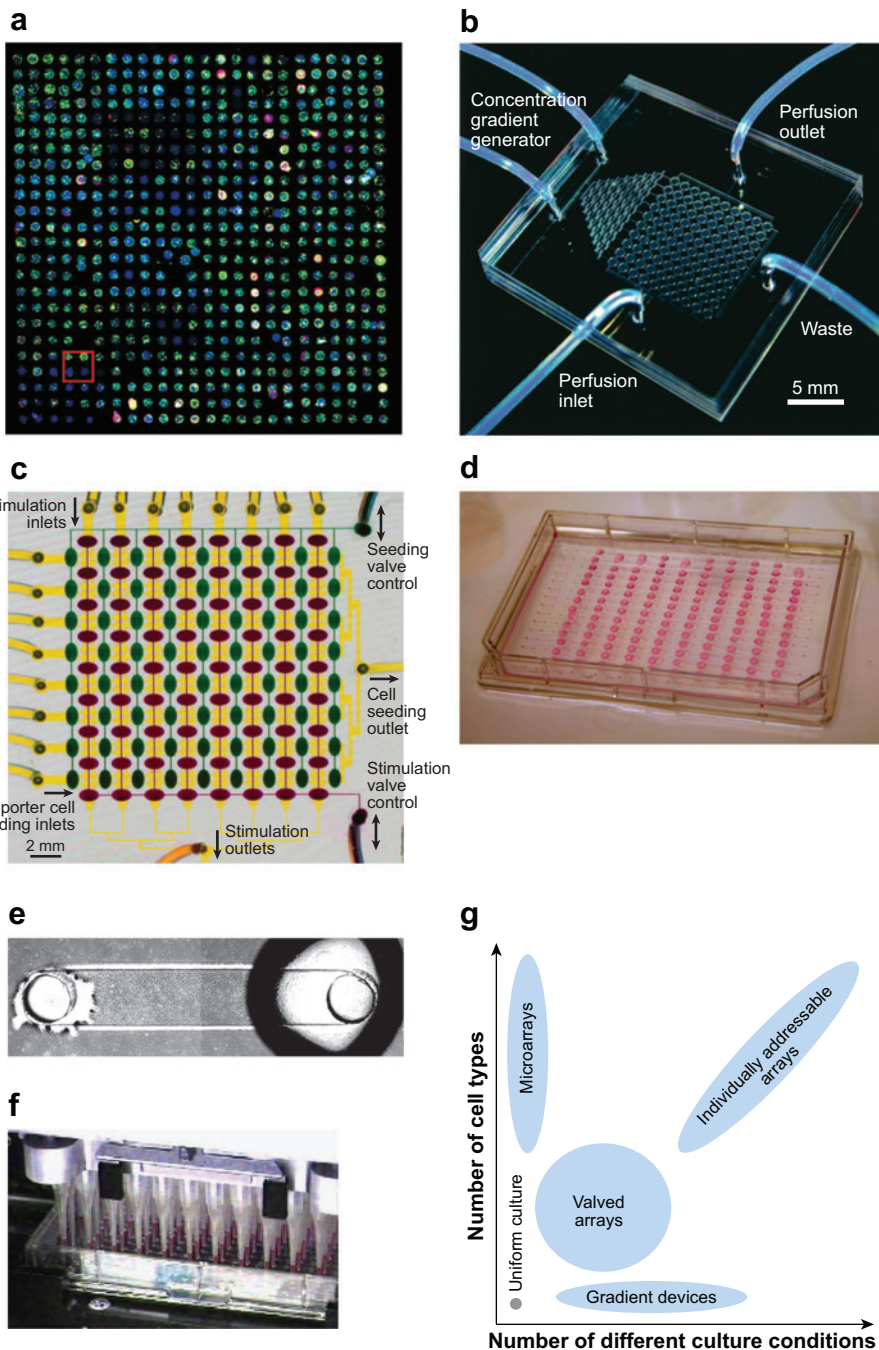 a
b
Concentration
gradient
generator
Perfusion
outlet
Waste
Perfusion
inlet
5 mm
c
imulation
inlets
Seeding
valve
control
Cell
seeding
outlet
Stimulation
valve
control
porter cell
ding inlets
Stimulation
outlets
2 mm
d
e
f
g
Number of cell types
Microarrays
Individually addressable
arrays
Valved
arrays
Uniform culture
Gradient devices
Number of different culture conditions